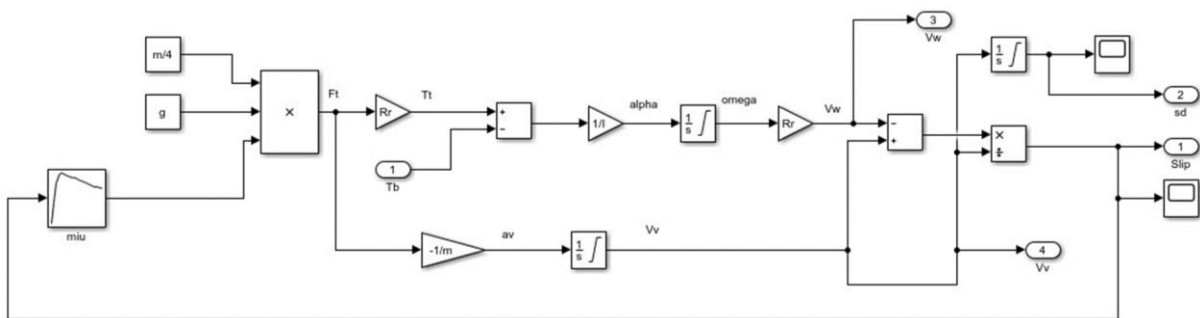 3
Vw
m/4
1
s
g
Ft
Rr
Tt
+
−
×
1/I
alpha
1
s
omega
Rr
Vw
−
+
×
÷
2
sd
1
Slip
1
Tb
miu
-1/m
av
1
s
Vv
4
Vv